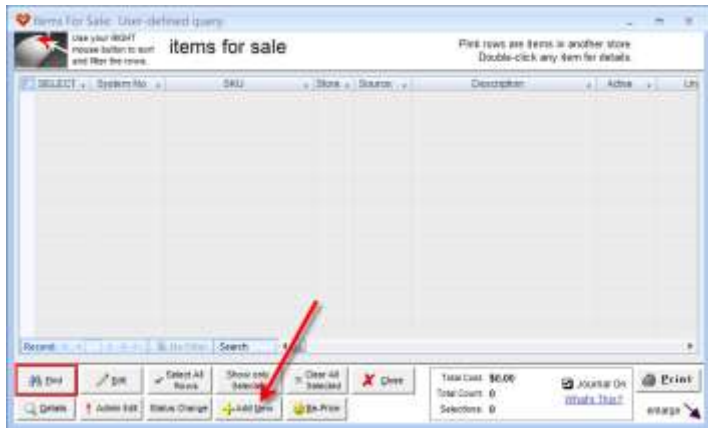 Items For Sale: User-defined query
Use your RIGHT
mouse button to sort
and filter the rows.
items for sale
Pink rows are items in another store
Double-click any item for details
SELECT System No SKU Store Source Description Active Uni
Record: No Filter Search
Find Edit Select All Rows Show only Selected Clear All Selected Close
Details Admin Edit Status Change Add New Re-Price
Total Cost: $0.00
Total Count: 0
Selections: 0
Journal On
What's This?
Print
enlarge